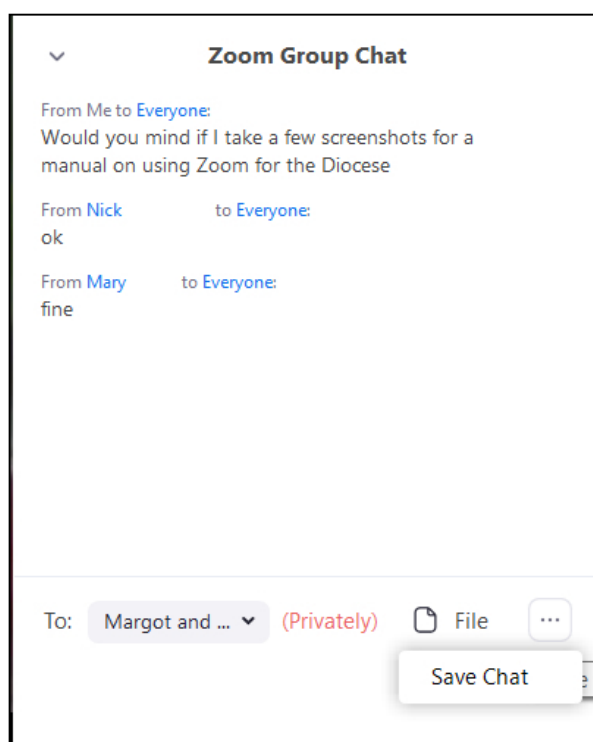 Zoom Group Chat
From Me to Everyone:
Would you mind if I take a few screenshots for a
manual on using Zoom for the Diocese
From Nick to Everyone:
ok
From Mary to Everyone:
fine
To: Margot and ... (Privately) File ...
Save Chat